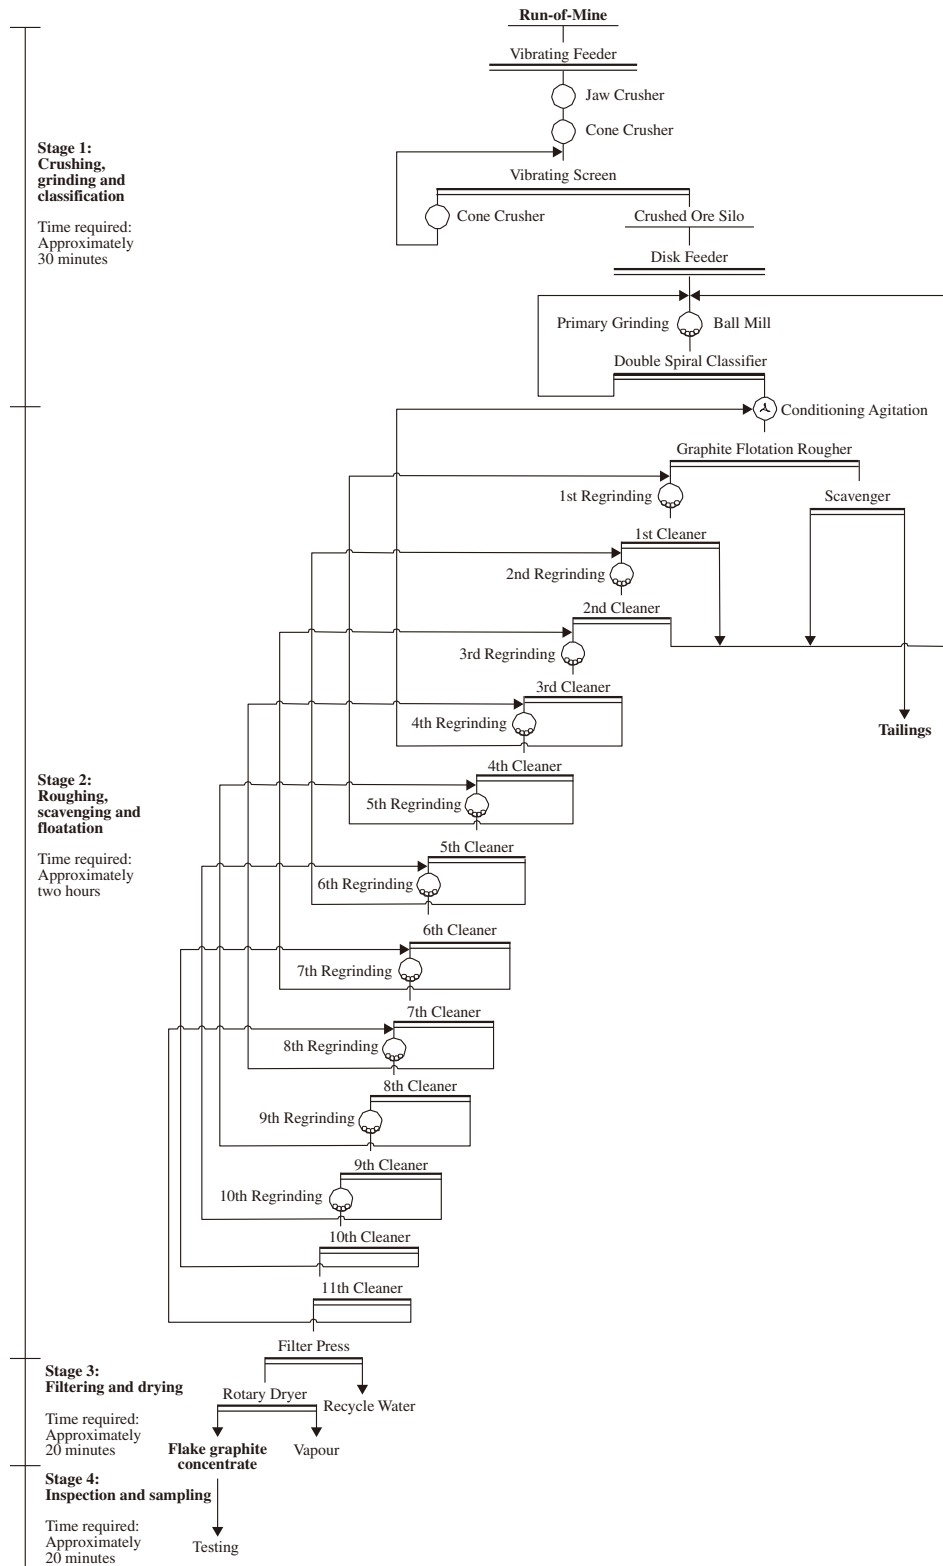 Run-of-Mine
Vibrating Feeder
Jaw Crusher
Cone Crusher
Stage 1:
Crushing,
grinding and
classification
Time required:
Approximately
30 minutes
Vibrating Screen
Cone Crusher
Crushed Ore Silo
Disk Feeder
Primary Grinding
Ball Mill
Double Spiral Classifier
Conditioning Agitation
Graphite Flotation Rougher
1st Regrinding
Scavenger
1st Cleaner
2nd Regrinding
2nd Cleaner
3rd Regrinding
3rd Cleaner
4th Regrinding
Tailings
Stage 2:
Roughing,
scavenging and
floatation
Time required:
Approximately
two hours
4th Cleaner
5th Regrinding
5th Cleaner
6th Regrinding
6th Cleaner
7th Regrinding
7th Cleaner
8th Regrinding
8th Cleaner
9th Regrinding
9th Cleaner
10th Regrinding
10th Cleaner
11th Cleaner
Filter Press
Stage 3:
Filtering and drying
Time required:
Approximately
20 minutes
Rotary Dryer
Recycle Water
Flake graphite
concentrate
Vapour
Stage 4:
Inspection and sampling
Time required:
Approximately
20 minutes
Testing